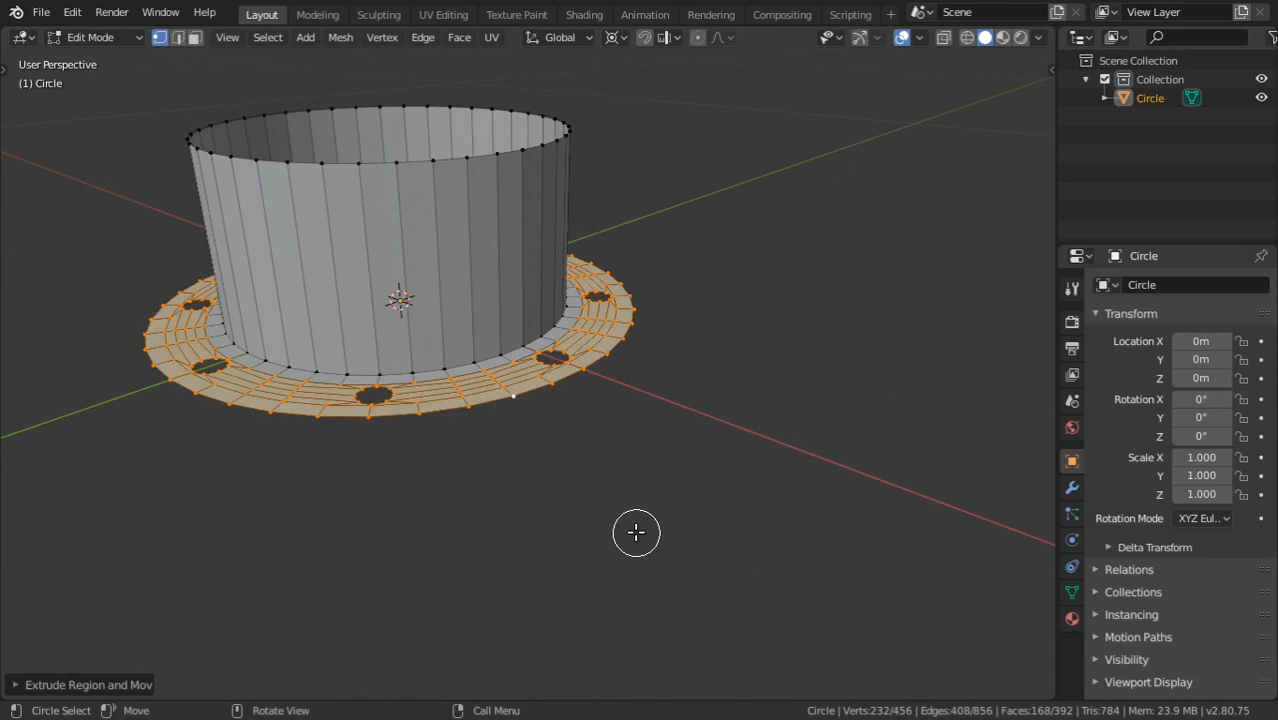 File Edit Render Window Help Layout Modeling Sculpting UV Editing Texture Paint Shading Animation Rendering Compositing Scripting + Scene View Layer
Edit Mode View Select Add Mesh Vertex Edge Face UV Global
User Perspective
(1) Circle
Scene Collection
Collection
Circle
Circle
Circle
Transform
Location X 0m
Y 0m
Z 0m
Rotation X 0°
Y 0°
Z 0°
Scale X 1.000
Y 1.000
Z 1.000
Rotation Mode XYZ Eul..
Delta Transform
Relations
Collections
Instancing
Motion Paths
Visibility
Viewport Display
Extrude Region and Mov
Circle Select Move Rotate View Call Menu Circle | Verts:232/456 | Edges:408/856 | Faces:168/392 | Tris:784 | Mem: 23.9 MB | v2.80.75